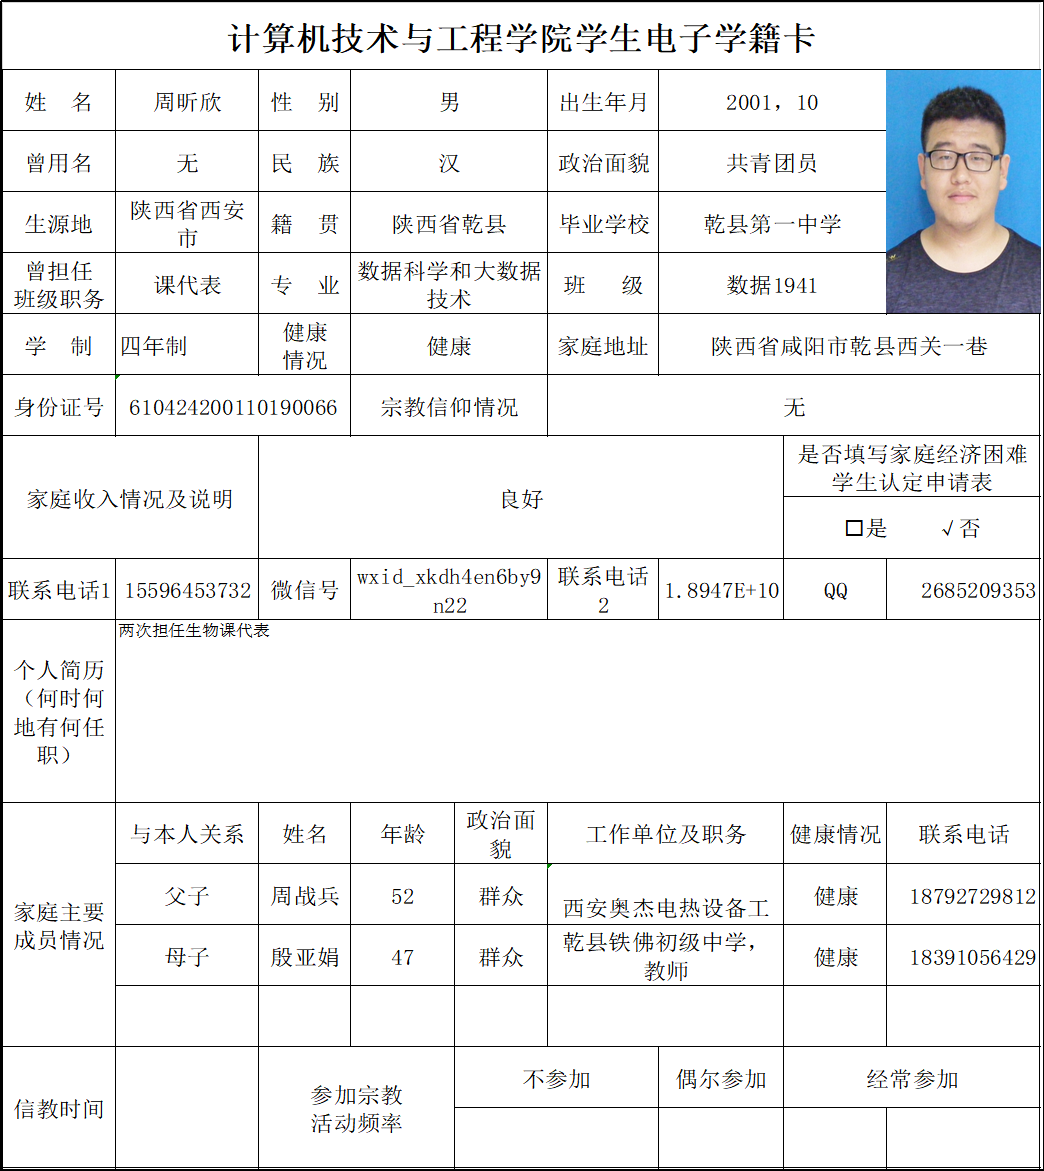 计算机技术与工程学院学生电子学籍卡
姓 名 周昕欣 性 别 男 出生年月 2001，10
曾用名 无 民 族 汉 政治面貌 共青团员
生源地 陕西省西安市 籍 贯 陕西省乾县 毕业学校 乾县第一中学
曾担任班级职务 课代表 专 业 数据科学和大数据技术 班 级 数据1941
学 制 四年制 健康情况 健康 家庭地址 陕西省咸阳市乾县西关一巷
身份证号 610424200110190066 宗教信仰情况 无
家庭收入情况及说明 良好 是否填写家庭经济困难学生认定申请表
□是 √否
联系电话1 15596453732 微信号 wxid_xkdh4en6by9n22 联系电话2 1.8947E+10 QQ 2685209353
个人简历（何时何地有何任职） 两次担任生物课代表
家庭主要成员情况 与本人关系 姓名 年龄 政治面貌 工作单位及职务 健康情况 联系电话
父子 周战兵 52 群众 西安奥杰电热设备工 健康 18792729812
母子 殷亚娟 47 群众 乾县铁佛初级中学，教师 健康 18391056429
信教时间 参加宗教活动频率 不参加 偶尔参加 经常参加